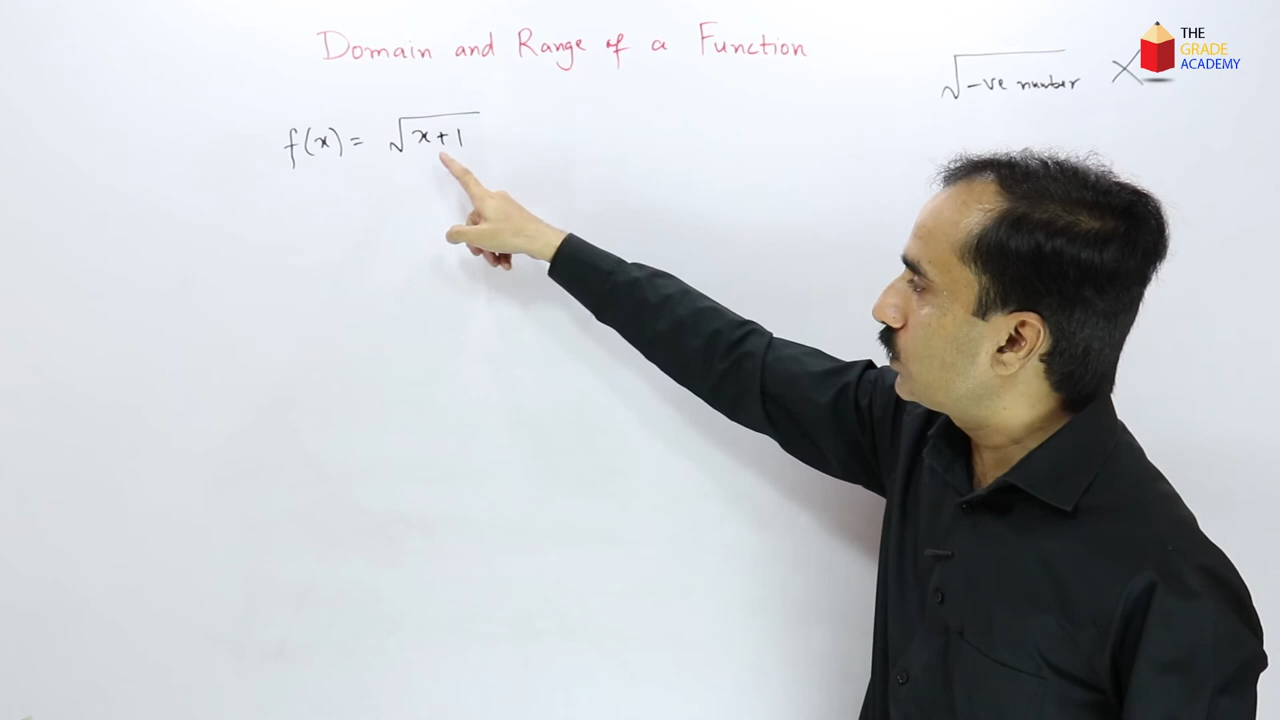 Domain and Range of a Function
√-ve number ×
f(x) = √x+1
THE
GRADE
ACADEMY